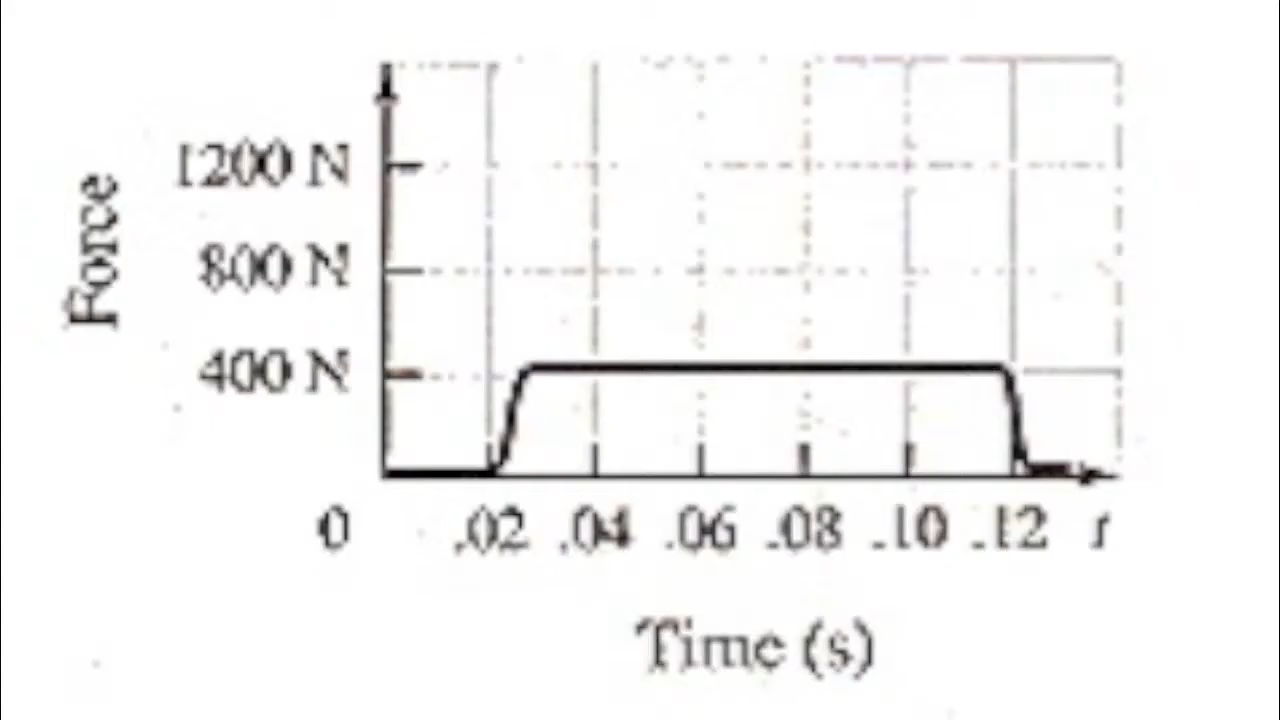 Force
1200 N
800 N
400 N
0 .02 .04 .06 .08 .10 .12 t
Time (s)